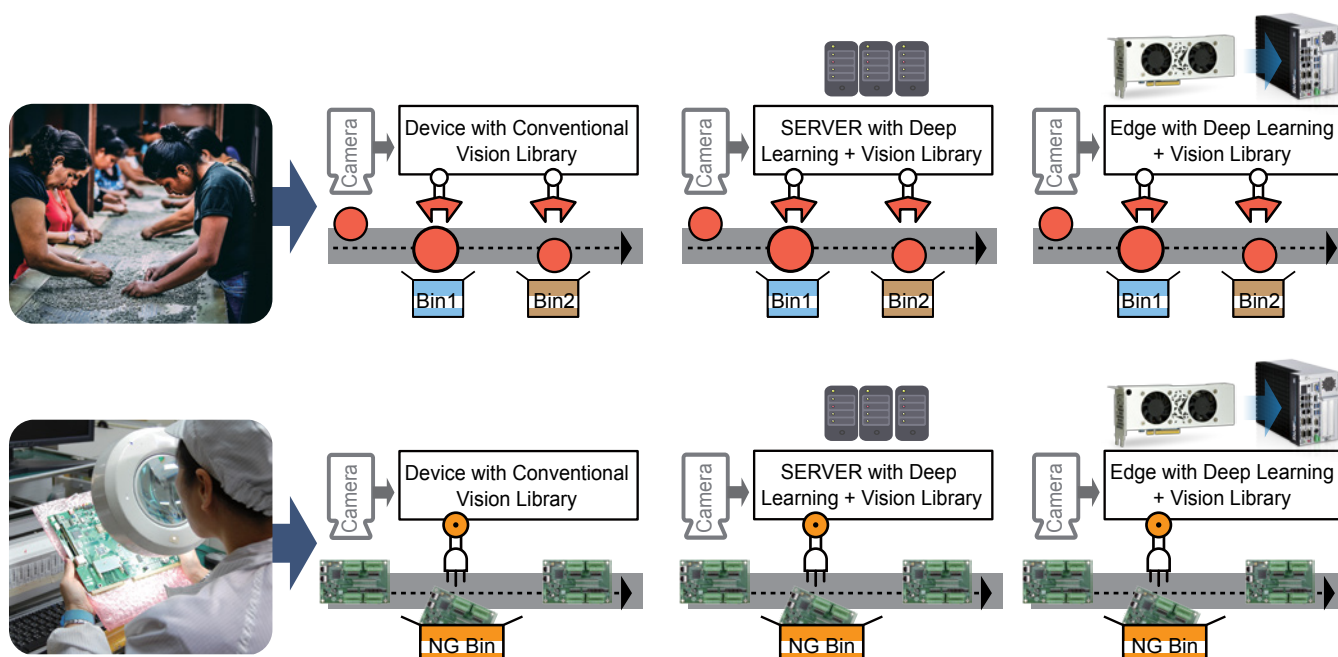 Camera
Device with Conventional
Vision Library
Bin1
Bin2
Camera
SERVER with Deep
Learning + Vision Library
Bin1
Bin2
Camera
Edge with Deep Learning
+ Vision Library
Bin1
Bin2
Camera
Device with Conventional
Vision Library
NG Bin
Camera
SERVER with Deep
Learning + Vision Library
NG Bin
Camera
Edge with Deep Learning
+ Vision Library
NG Bin